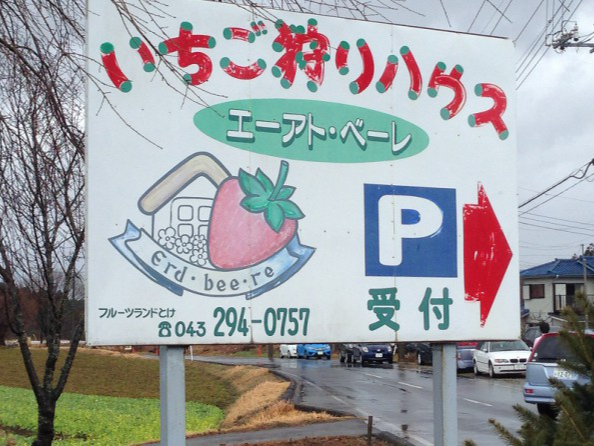 いちご狩りハウス
エーアト・ベーレ
Erd・bee・re
P
フルーツランドとけ
☎043 294-0757
受付